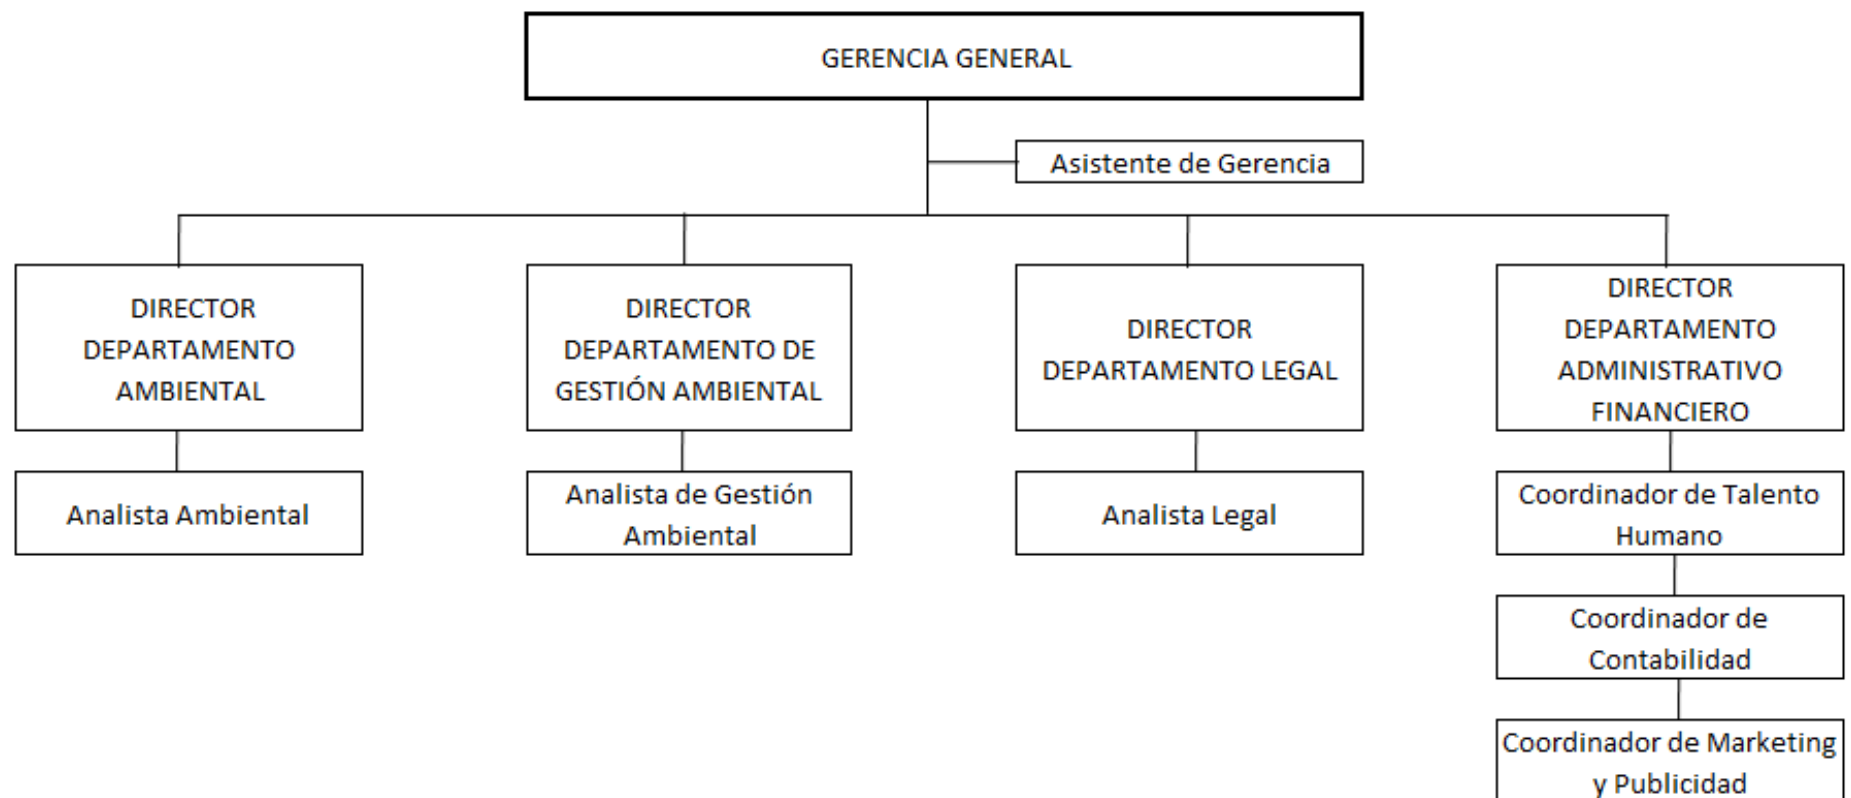 GERENCIA GENERAL
Asistente de Gerencia
DIRECTOR
DEPARTAMENTO
AMBIENTAL
DIRECTOR
DEPARTAMENTO DE
GESTIÓN AMBIENTAL
DIRECTOR
DEPARTAMENTO LEGAL
DIRECTOR
DEPARTAMENTO
ADMINISTRATIVO
FINANCIERO
Analista Ambiental
Analista de Gestión
Ambiental
Analista Legal
Coordinador de Talento
Humano
Coordinador de
Contabilidad
Coordinador de Marketing
y Publicidad